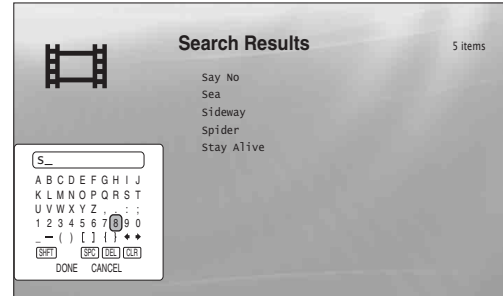 Search Results
5 items
Say No
Sea
Sideway
Spider
Stay Alive
S_
A B C D E F G H I J
K L M N O P Q R S T
U V W X Y Z , . : ;
1 2 3 4 5 6 7 8 9 0
_ – ( ) [ ] { }
SHFT SPC DEL CLR
DONE CANCEL